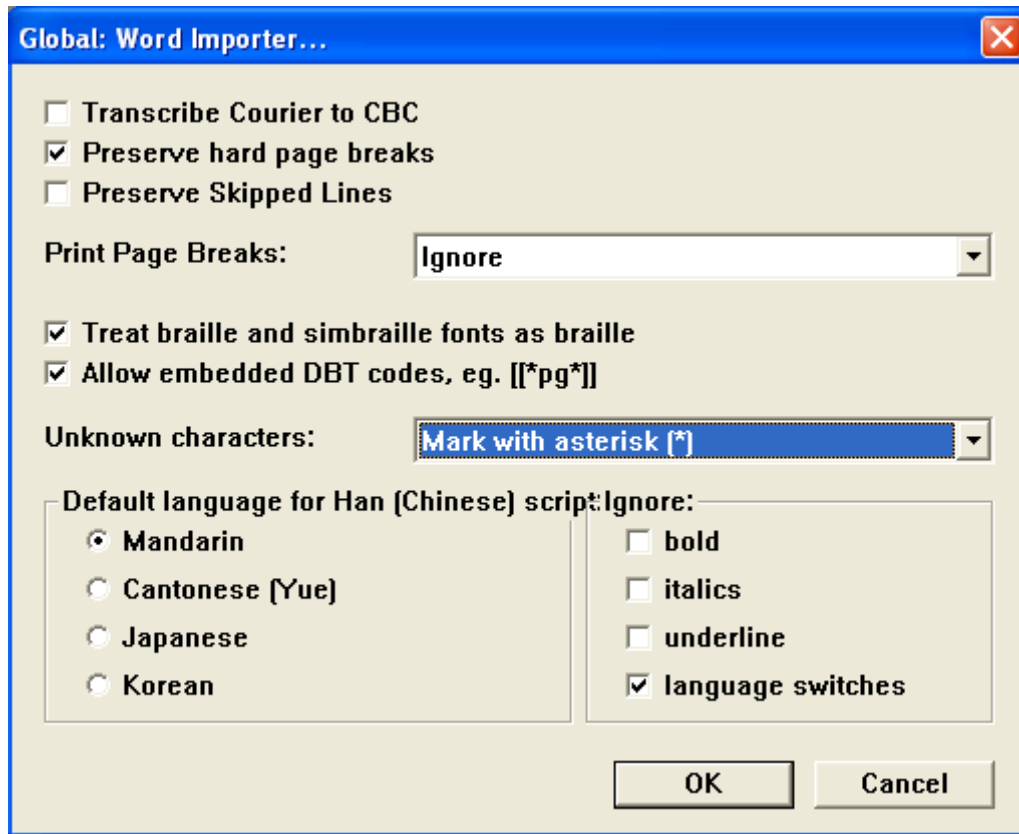 Global: Word Importer...
Transcribe Courier to CBC
Preserve hard page breaks
Preserve Skipped Lines
Print Page Breaks: Ignore
Treat braille and simbraille fonts as braille
Allow embedded DBT codes, eg. [[*pg*]]
Unknown characters: Mark with asterisk (*)
Default language for Han (Chinese) script:
Mandarin
Cantonese (Yue)
Japanese
Korean
Ignore:
bold
italics
underline
language switches
OK Cancel